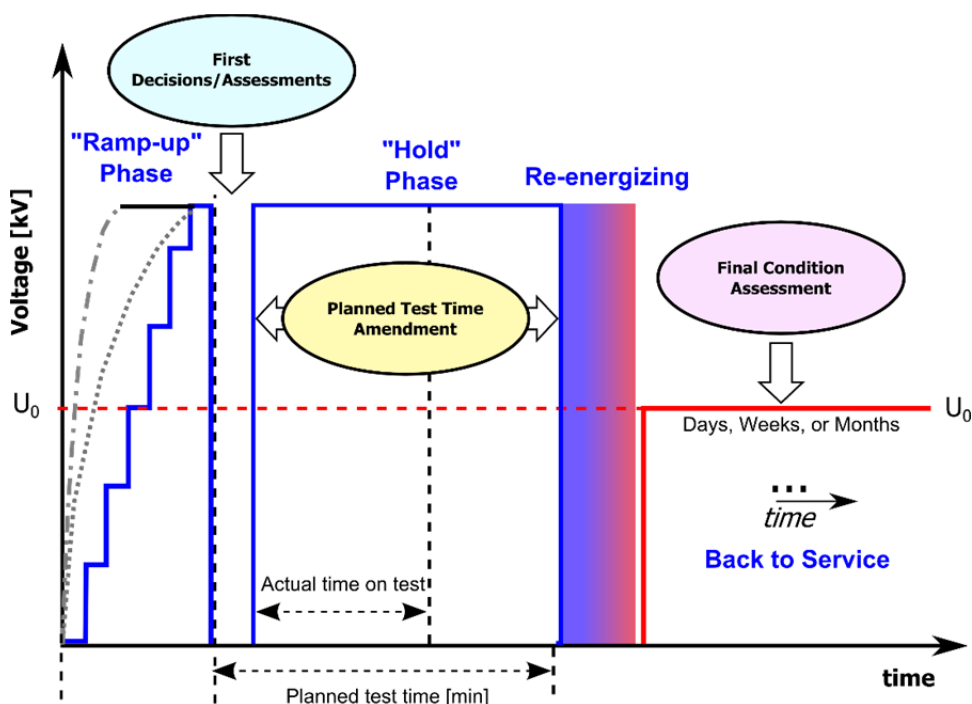 First
Decisions/Assessments
"Ramp-up"
Phase
"Hold"
Phase
Re-energizing
Voltage [kV]
Final Condition
Assessment
Planned Test Time
Amendment
U₀
U₀
Days, Weeks, or Months
...
time
Back to Service
Actual time on test
time
Planned test time [min]